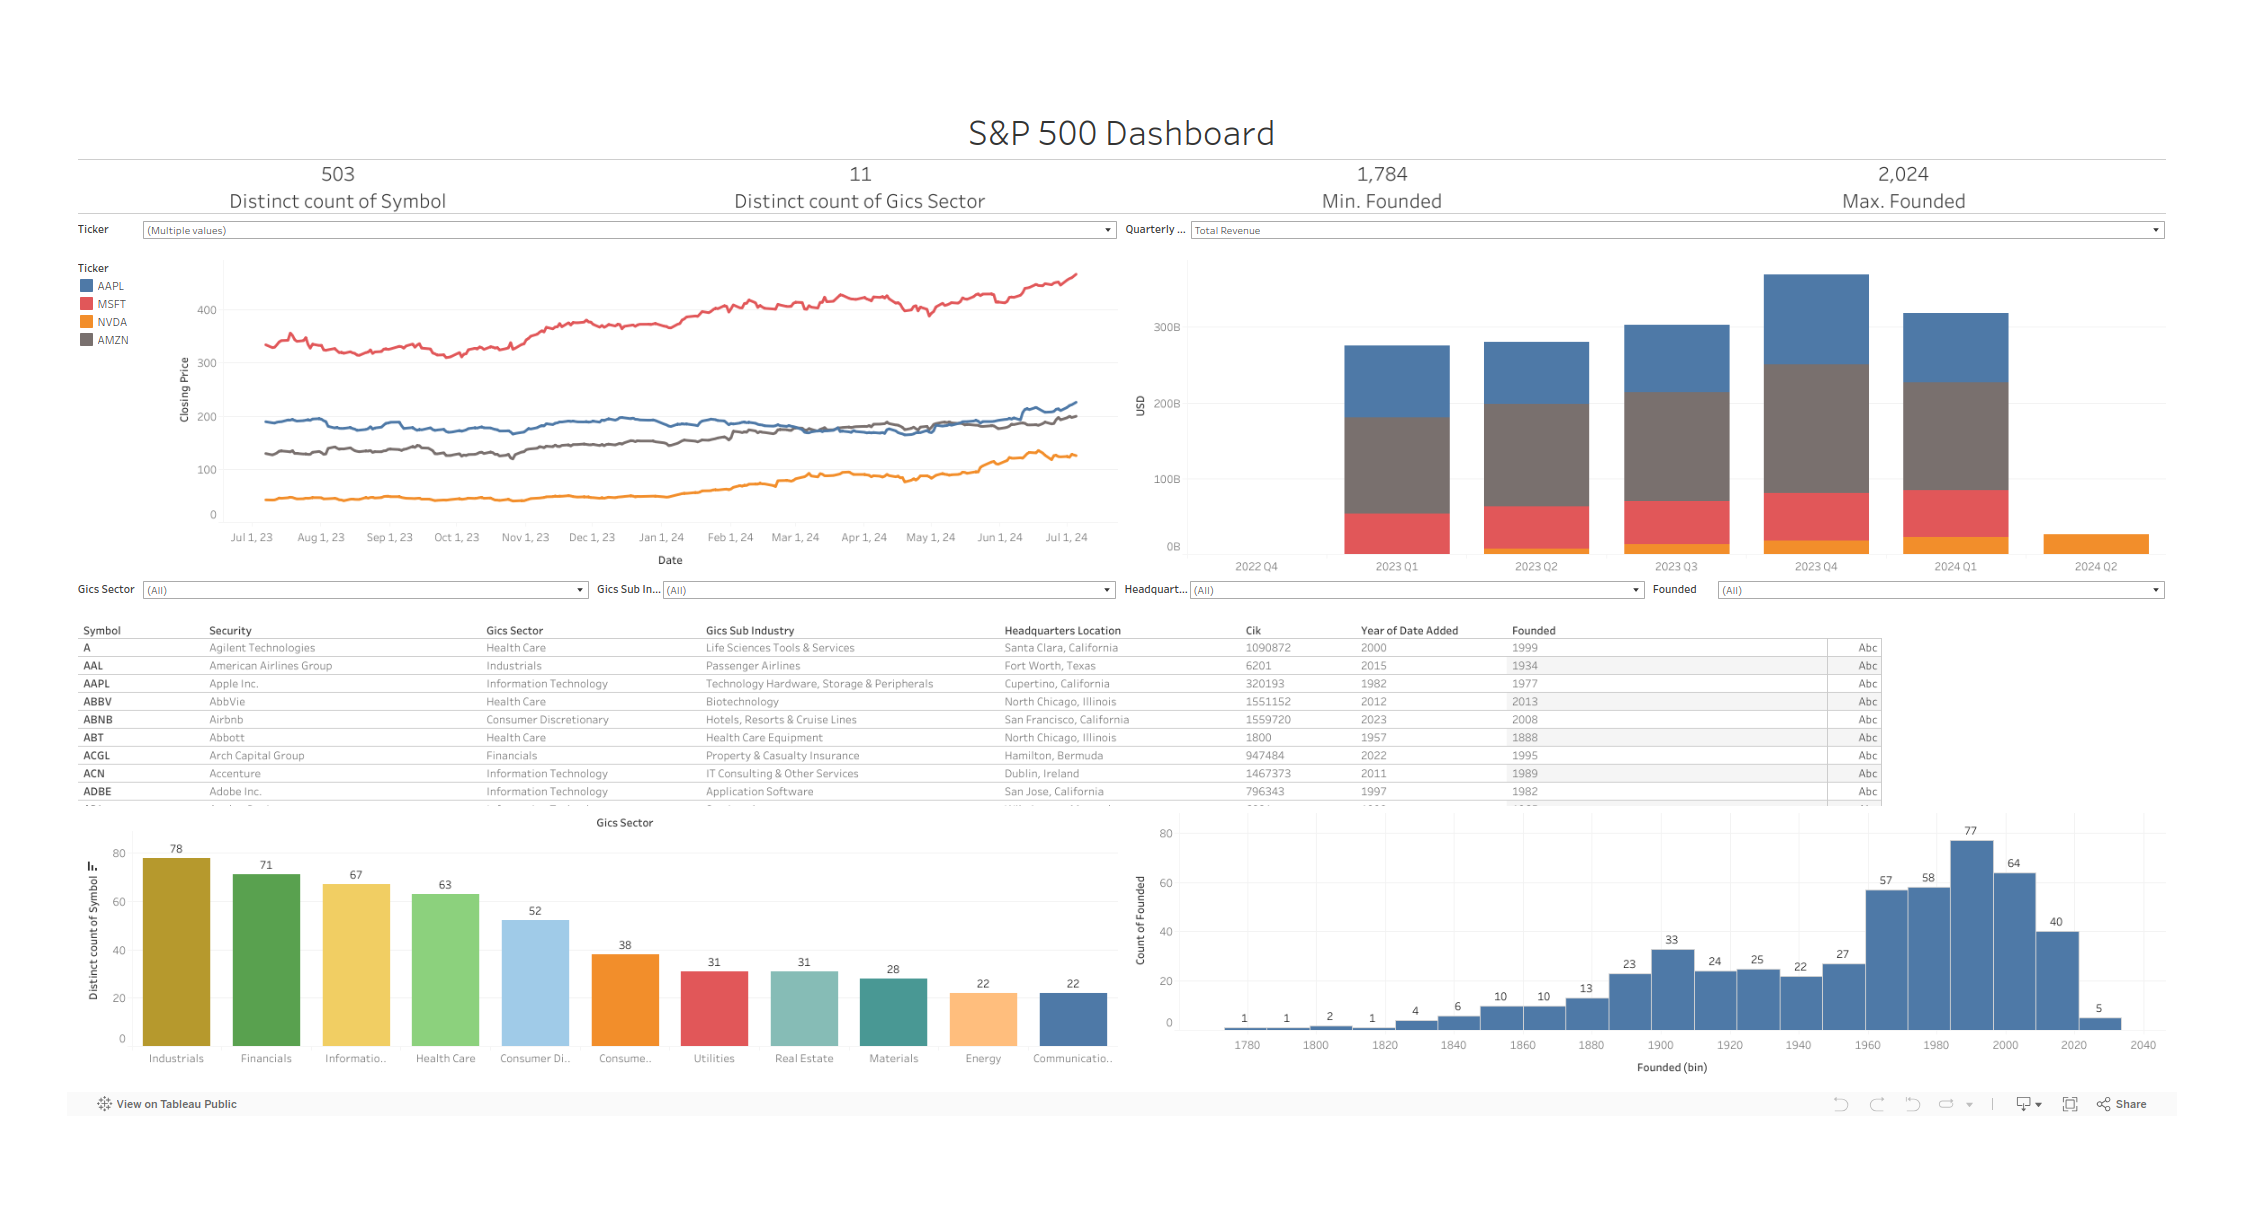 S&P 500 Dashboard
503 11 1,784 2,024
Distinct count of Symbol Distinct count of Gics Sector Min. Founded Max. Founded
Ticker (Multiple values) Quarterly ... Total Revenue
Ticker
AAPL
MSFT
NVDA
AMZN
Closing Price
400
300
200
100
0
Jul 1, 23 Aug 1, 23 Sep 1, 23 Oct 1, 23 Nov 1, 23 Dec 1, 23 Jan 1, 24 Feb 1, 24 Mar 1, 24 Apr 1, 24 May 1, 24 Jun 1, 24 Jul 1, 24
Date
USD
300B
200B
100B
0B
2022 Q4 2023 Q1 2023 Q2 2023 Q3 2023 Q4 2024 Q1 2024 Q2
Gics Sector (All) Gics Sub In... (All) Headquart... (All) Founded (All)
Symbol Security Gics Sector Gics Sub Industry Headquarters Location Cik Year of Date Added Founded
A Agilent Technologies Health Care Life Sciences Tools & Services Santa Clara, California 1090872 2000 1999 Abc
AAL American Airlines Group Industrials Passenger Airlines Fort Worth, Texas 6201 2015 1934 Abc
AAPL Apple Inc. Information Technology Technology Hardware, Storage & Peripherals Cupertino, California 320193 1982 1977 Abc
ABBV AbbVie Health Care Biotechnology North Chicago, Illinois 1551152 2012 2013 Abc
ABNB Airbnb Consumer Discretionary Hotels, Resorts & Cruise Lines San Francisco, California 1559720 2023 2008 Abc
ABT Abbott Health Care Health Care Equipment North Chicago, Illinois 1800 1957 1888 Abc
ACGL Arch Capital Group Financials Property & Casualty Insurance Hamilton, Bermuda 947484 2022 1995 Abc
ACN Accenture Information Technology IT Consulting & Other Services Dublin, Ireland 1467373 2011 1989 Abc
ADBE Adobe Inc. Information Technology Application Software San Jose, California 796343 1997 1982 Abc
Gics Sector
Distinct count of Symbol
80
60
40
20
0
78 71 67 63 52 38 31 31 28 22 22
Industrials Financials Informatio.. Health Care Consumer Di.. Consume.. Utilities Real Estate Materials Energy Communicatio..
Count of Founded
80
60
40
20
0
1 1 2 1 4 6 10 10 13 23 33 24 25 22 27 57 58 77 64 40 5
1780 1800 1820 1840 1860 1880 1900 1920 1940 1960 1980 2000 2020 2040
Founded (bin)
View on Tableau Public Share